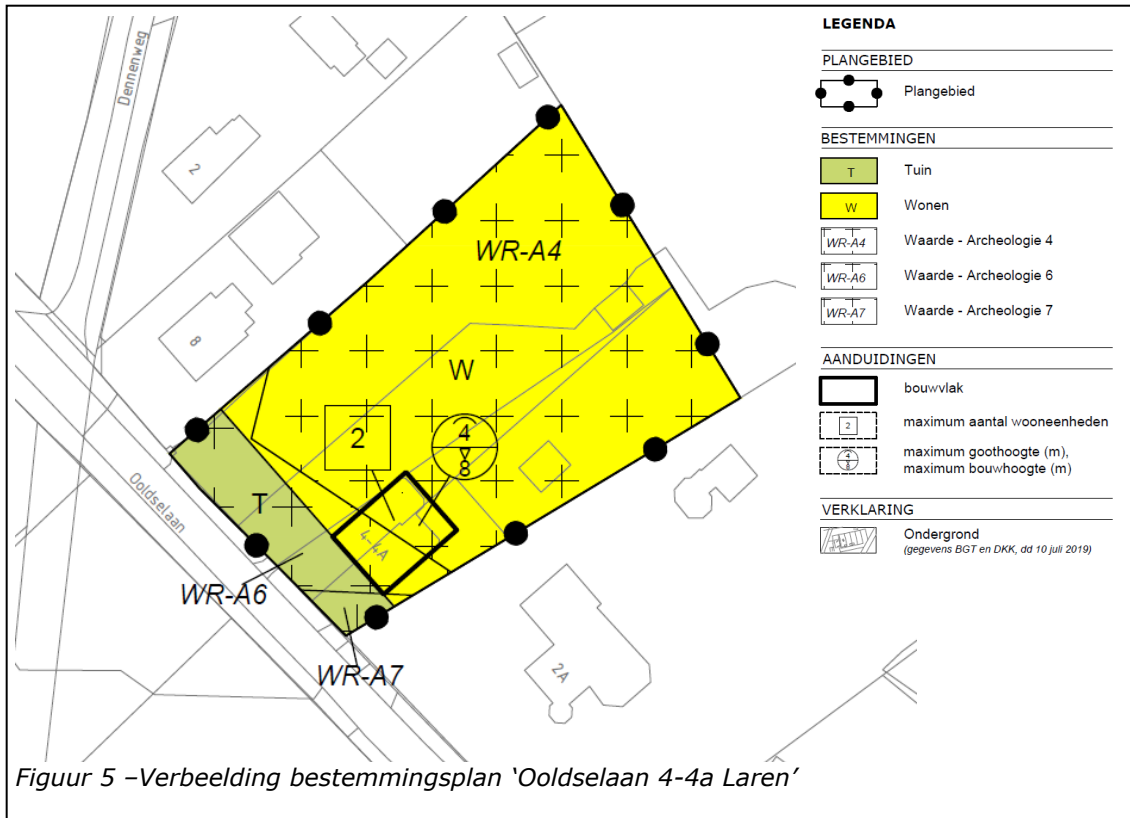 Dennenweg
2
8
WR-A4
W
2
4
8
T
4-4A
Ooldselaan
WR-A6
WR-A7
2A
LEGENDA
PLANGEBIED
Plangebied
BESTEMMINGEN
T Tuin
W Wonen
WR-A4 Waarde - Archeologie 4
WR-A6 Waarde - Archeologie 6
WR-A7 Waarde - Archeologie 7
AANDUIDINGEN
bouwvlak
2 maximum aantal wooneenheden
4 maximum goothoogte (m),
8 maximum bouwhoogte (m)
VERKLARING
Ondergrond
(gegevens BGT en DKK, dd 10 juli 2019)
Figuur 5 –Verbeelding bestemmingsplan ‘Ooldselaan 4-4a Laren’